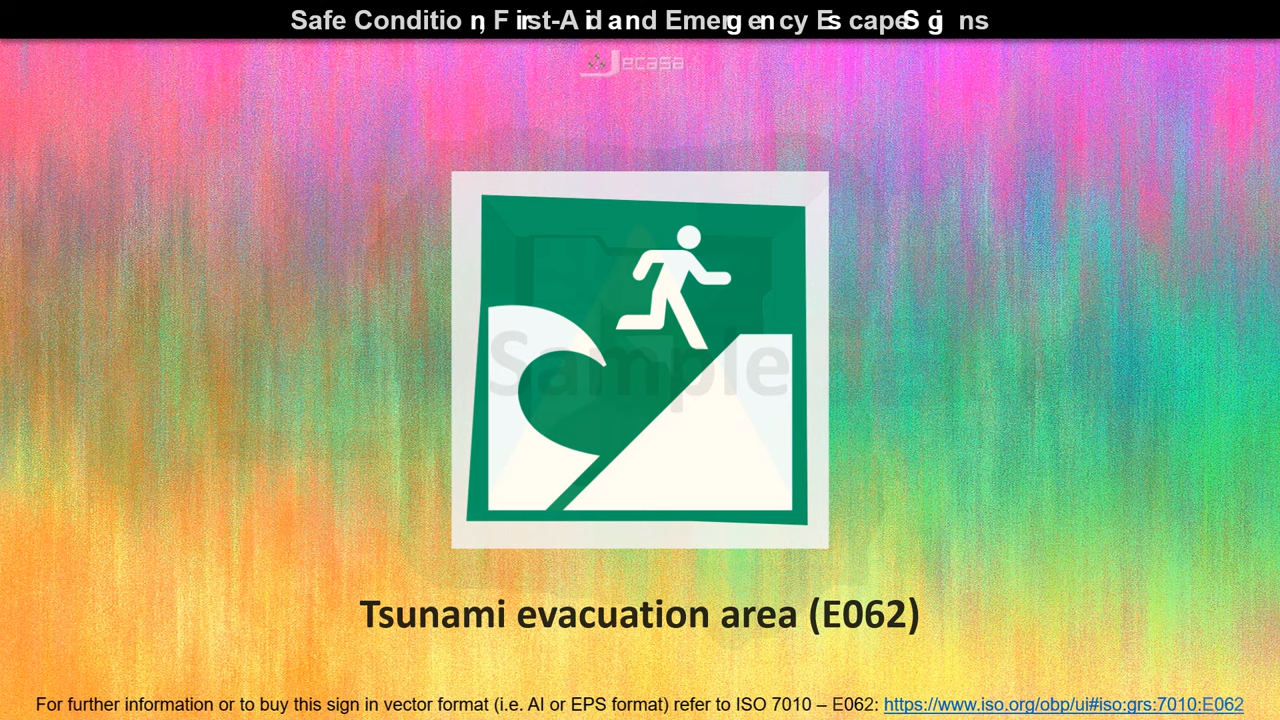 Safe Condition, First-Aid and Emergency Escape Signs
Jecasa
Sample
Tsunami evacuation area (E062)
For further information or to buy this sign in vector format (i.e. AI or EPS format) refer to ISO 7010 – E062: https://www.iso.org/obp/ui#iso:grs:7010:E062